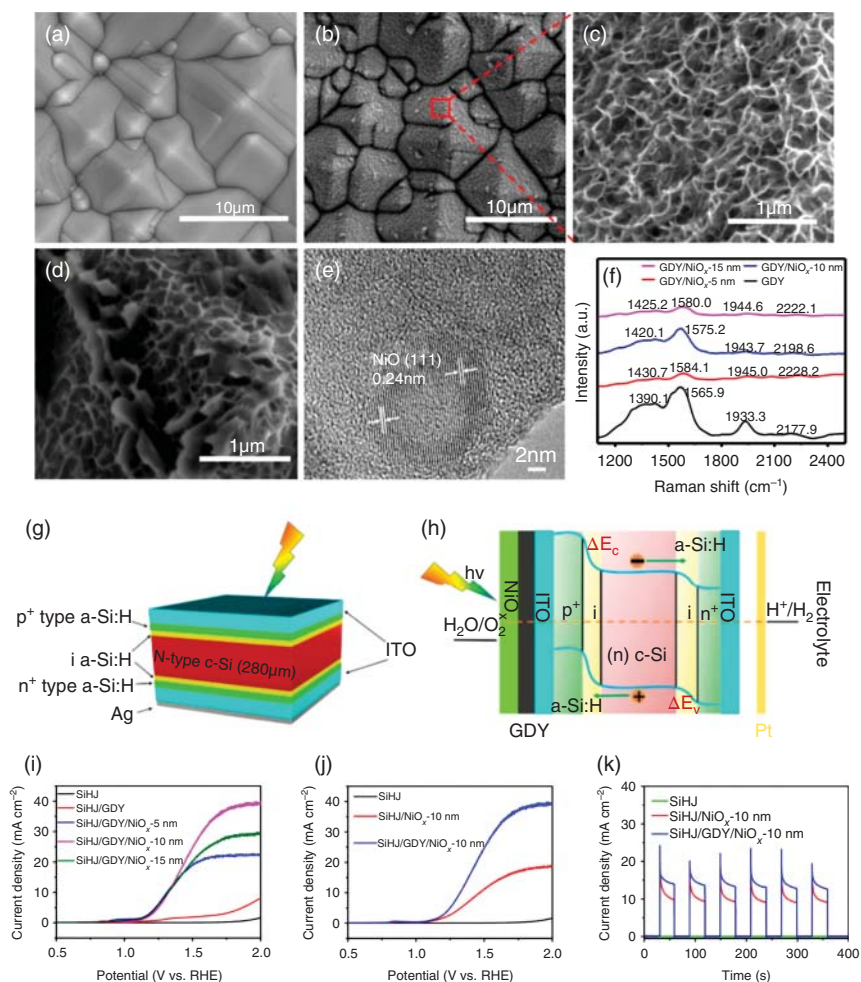 (a)
10μm
(b)
10μm
(c)
1μm
(d)
1μm
(e)
NiO (111)
0.24nm
2nm
(f)
GDY/NiOx-15 nm
GDY/NiOx-10 nm
GDY/NiOx-5 nm
GDY
1425.2 1580.0 1944.6 2222.1
1420.1 1575.2 1943.7 2198.6
1430.7 1584.1 1945.0 2228.2
1390.1 1565.9 1933.3 2177.9
Intensity (a.u.)
1200 1600 2000 2400
Raman shift (cm−1)
(g)
p+ type a-Si:H
i a-Si:H
n+ type a-Si:H
Ag
N-type c-Si (280μm)
ITO
(h)
hν
H2O/O2
NiOx
ITO
GDY
p+
i
ΔEc
a-Si:H
(n) c-Si
a-Si:H
ΔEv
i
n+
ITO
H+/H2
Pt
Electrolyte
(i)
SiHJ
SiHJ/GDY
SiHJ/GDY/NiOx-5 nm
SiHJ/GDY/NiOx-10 nm
SiHJ/GDY/NiOx-15 nm
Current density (mA cm−2)
40
30
20
10
0
0.5 1.0 1.5 2.0
Potential (V vs. RHE)
(j)
SiHJ
SiHJ/NiOx-10 nm
SiHJ/GDY/NiOx-10 nm
Current density (mA cm−2)
40
30
20
10
0
0.5 1.0 1.5 2.0
Potential (V vs. RHE)
(k)
SiHJ
SiHJ/NiOx-10 nm
SiHJ/GDY/NiOx-10 nm
Current density (mA cm−2)
40
30
20
10
0
0 100 200 300 400
Time (s)